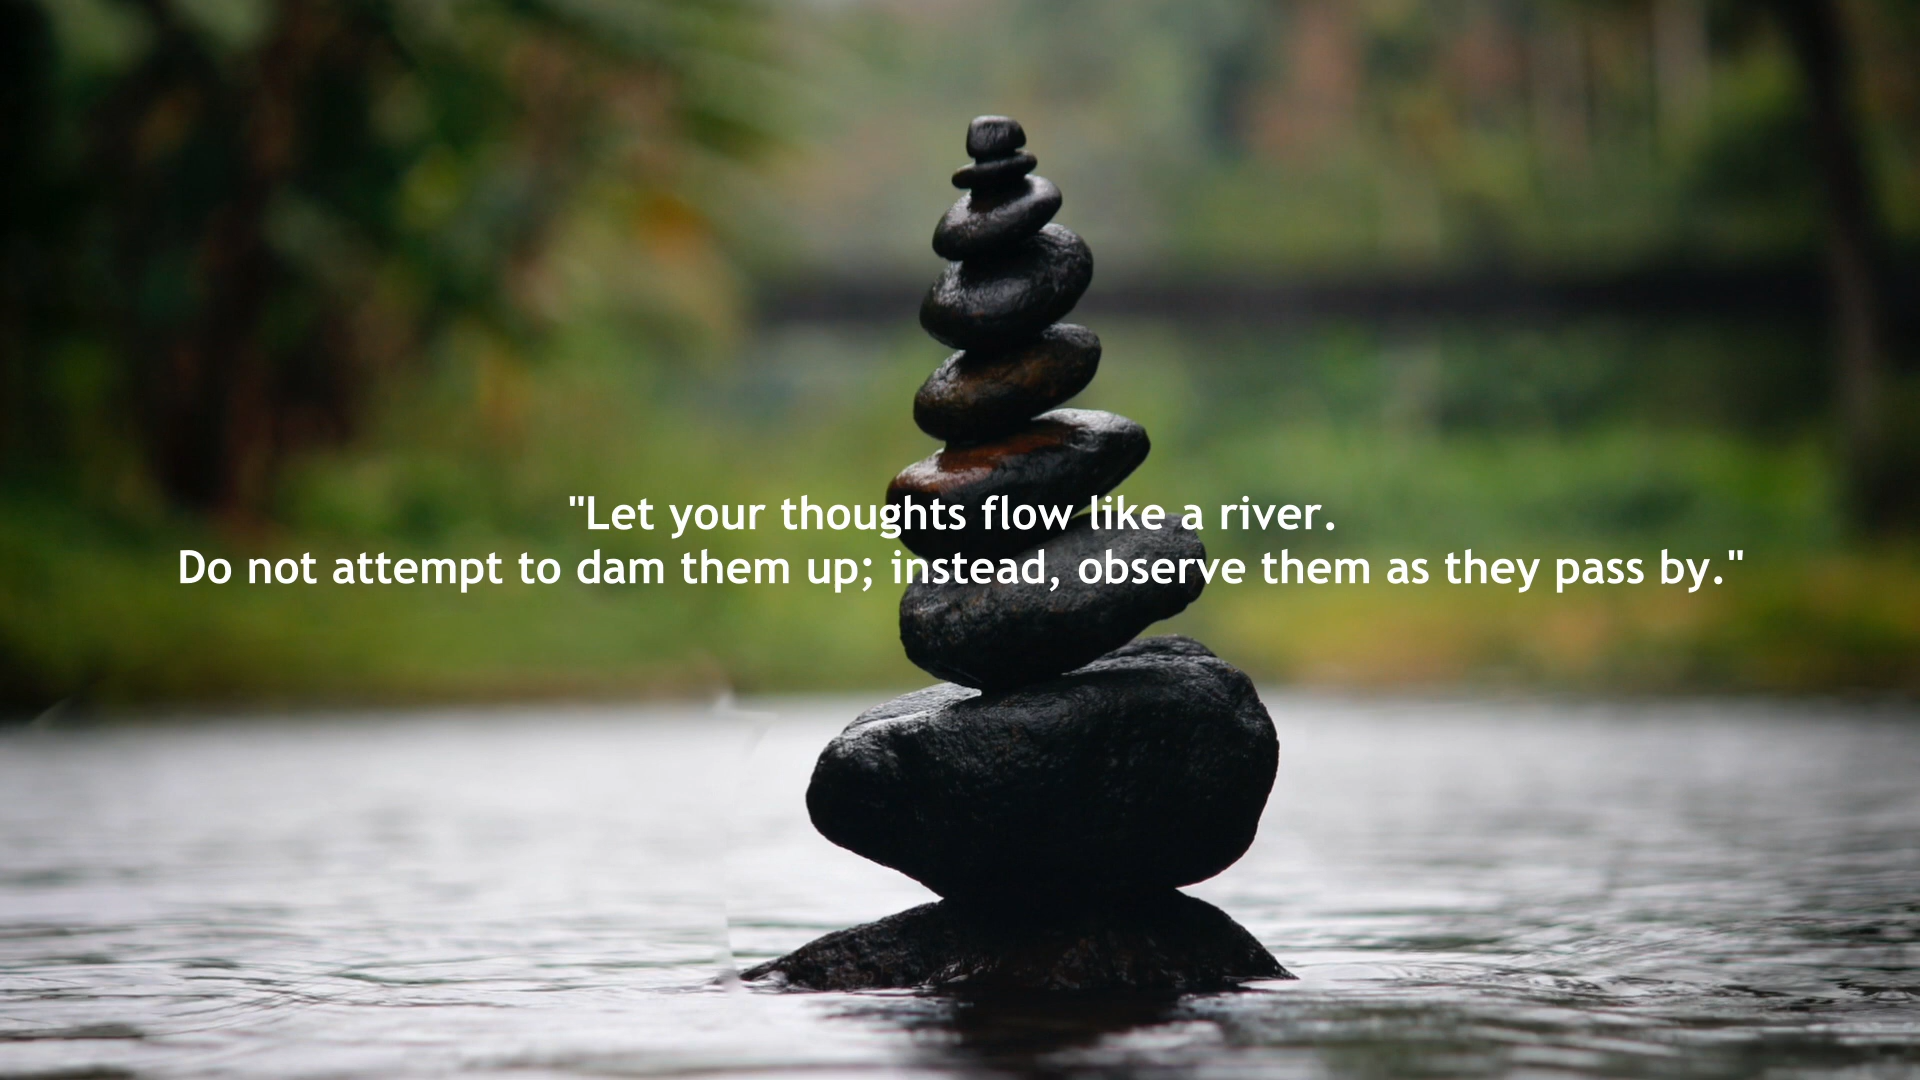 "Let your thoughts flow like a river.
Do not attempt to dam them up; instead, observe them as they pass by."